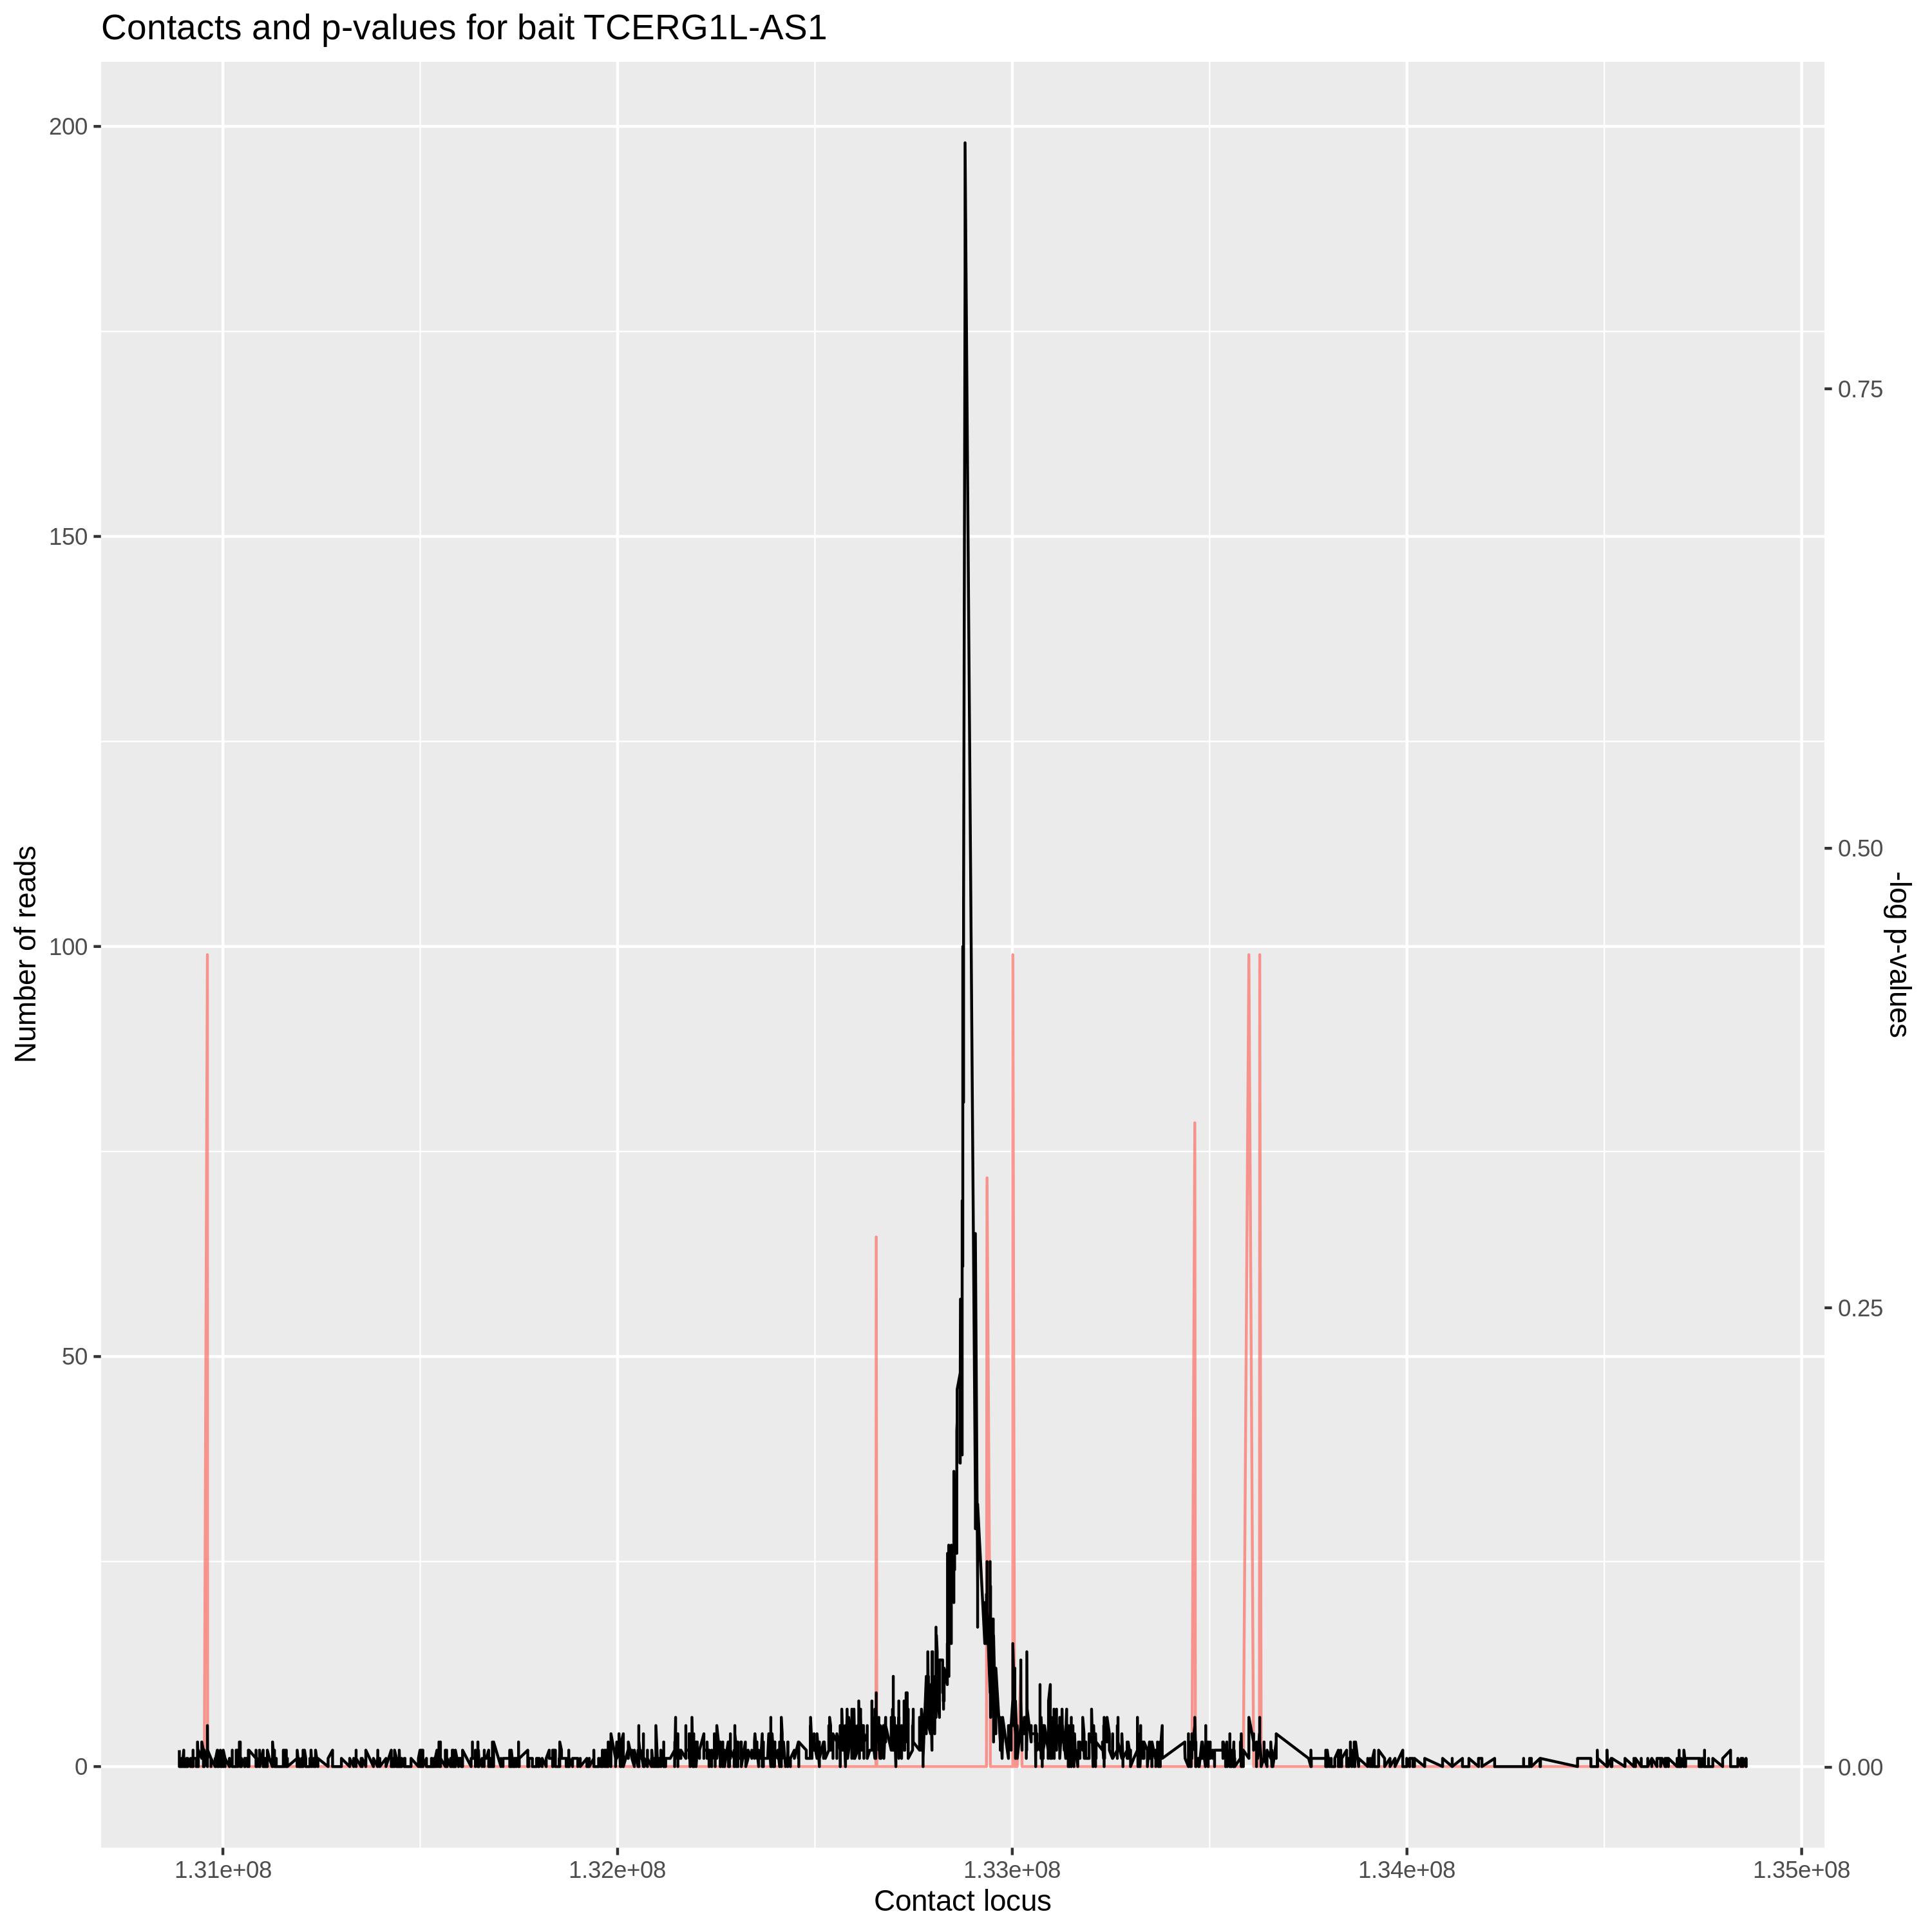 Contacts and p-values for bait TCERG1L-AS1
200
150
100
50
0
Number of reads
0.75
0.50
0.25
0.00
-log p-values
1.31e+08
1.32e+08
1.33e+08
1.34e+08
1.35e+08
Contact locus